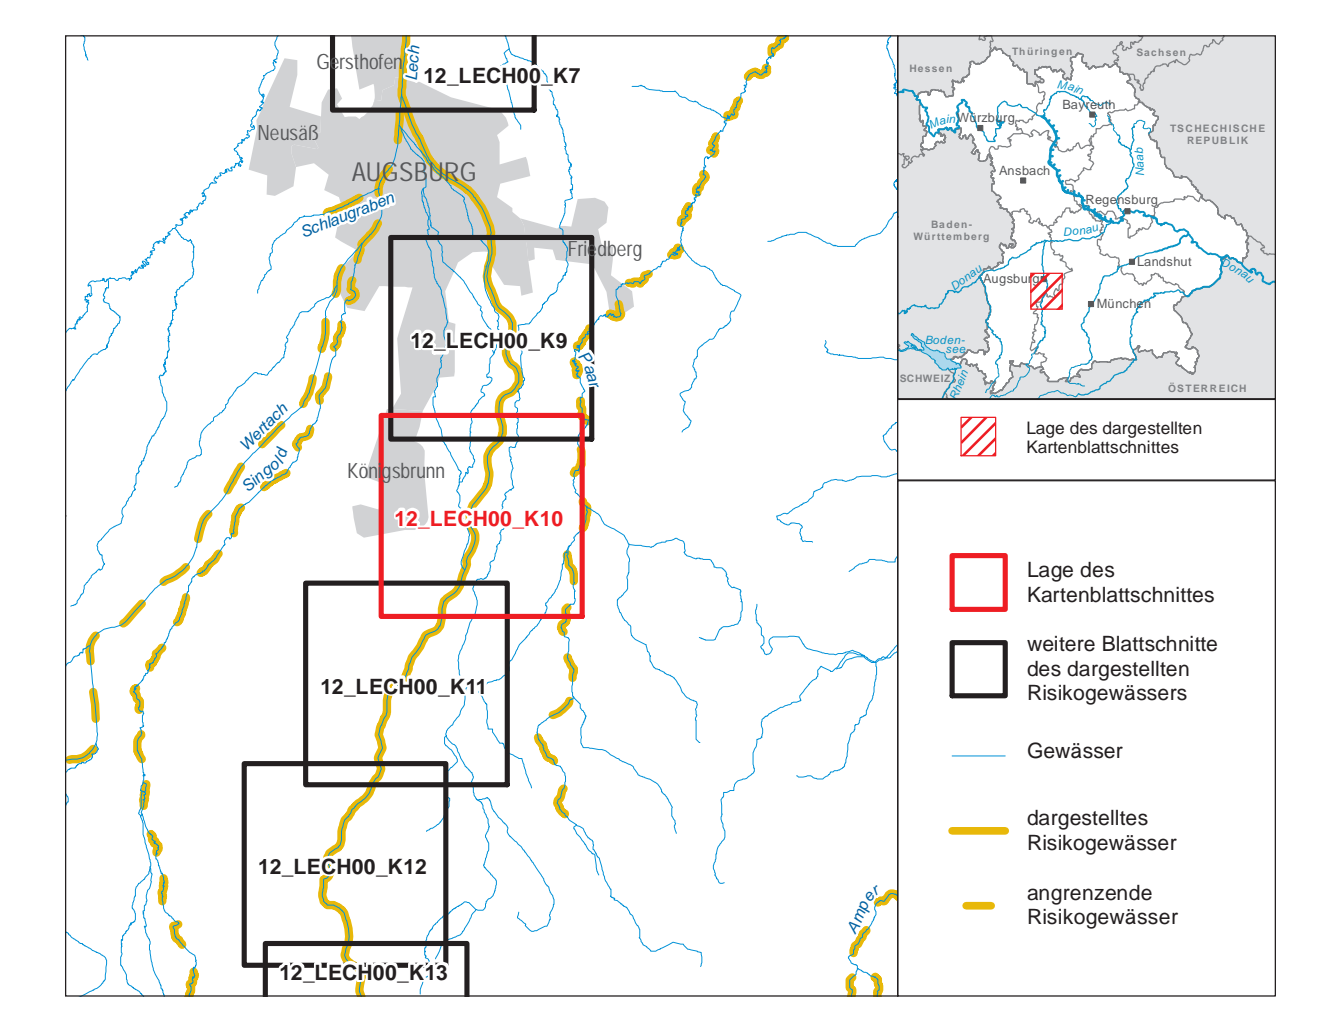 Gersthofen
Lech
12_LECH00_K7
Neusäß
AUGSBURG
Schlaugraben
Friedberg
12_LECH00_K9
Paar
Wertach
Singold
Königsbrunn
12_LECH00_K10
12_LECH00_K11
12_LECH00_K12
12_LECH00_K13
Amper
Thüringen
Sachsen
Hessen
Main
Bayreuth
Main
Würzburg
TSCHECHISCHE
REPUBLIK
Naab
Ansbach
Regensburg
Baden-
Württemberg
Donau
Landshut
Donau
Augsburg
Donau
München
Boden-
see
SCHWEIZ
Rhein
ÖSTERREICH
Lage des dargestellten
Kartenblattschnittes
Lage des
Kartenblattschnittes
weitere Blattschnitte
des dargestellten
Risikogewässers
Gewässer
dargestelltes
Risikogewässer
angrenzende
Risikogewässer